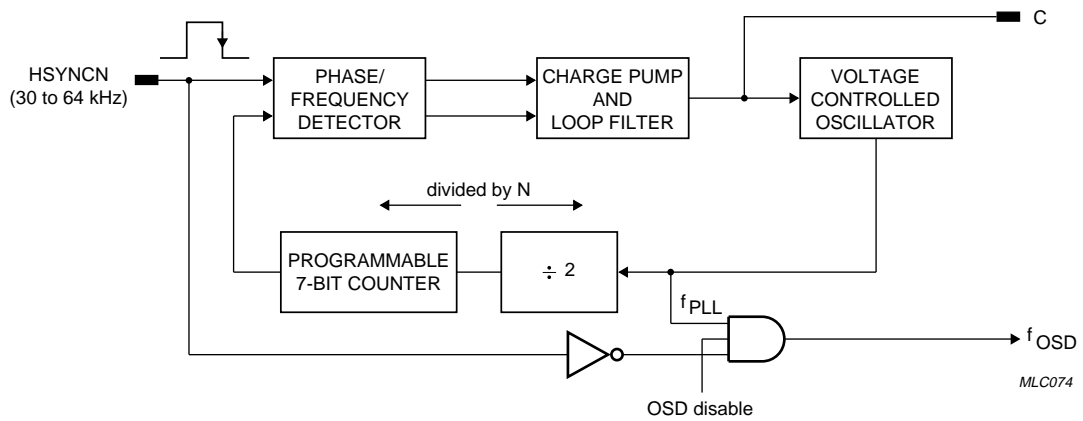 C
HSYNCN
(30 to 64 kHz)
PHASE/
FREQUENCY
DETECTOR
CHARGE PUMP
AND
LOOP FILTER
VOLTAGE
CONTROLLED
OSCILLATOR
divided by N
PROGRAMMABLE
7-BIT COUNTER
÷ 2
fPLL
fOSD
OSD disable
MLC074